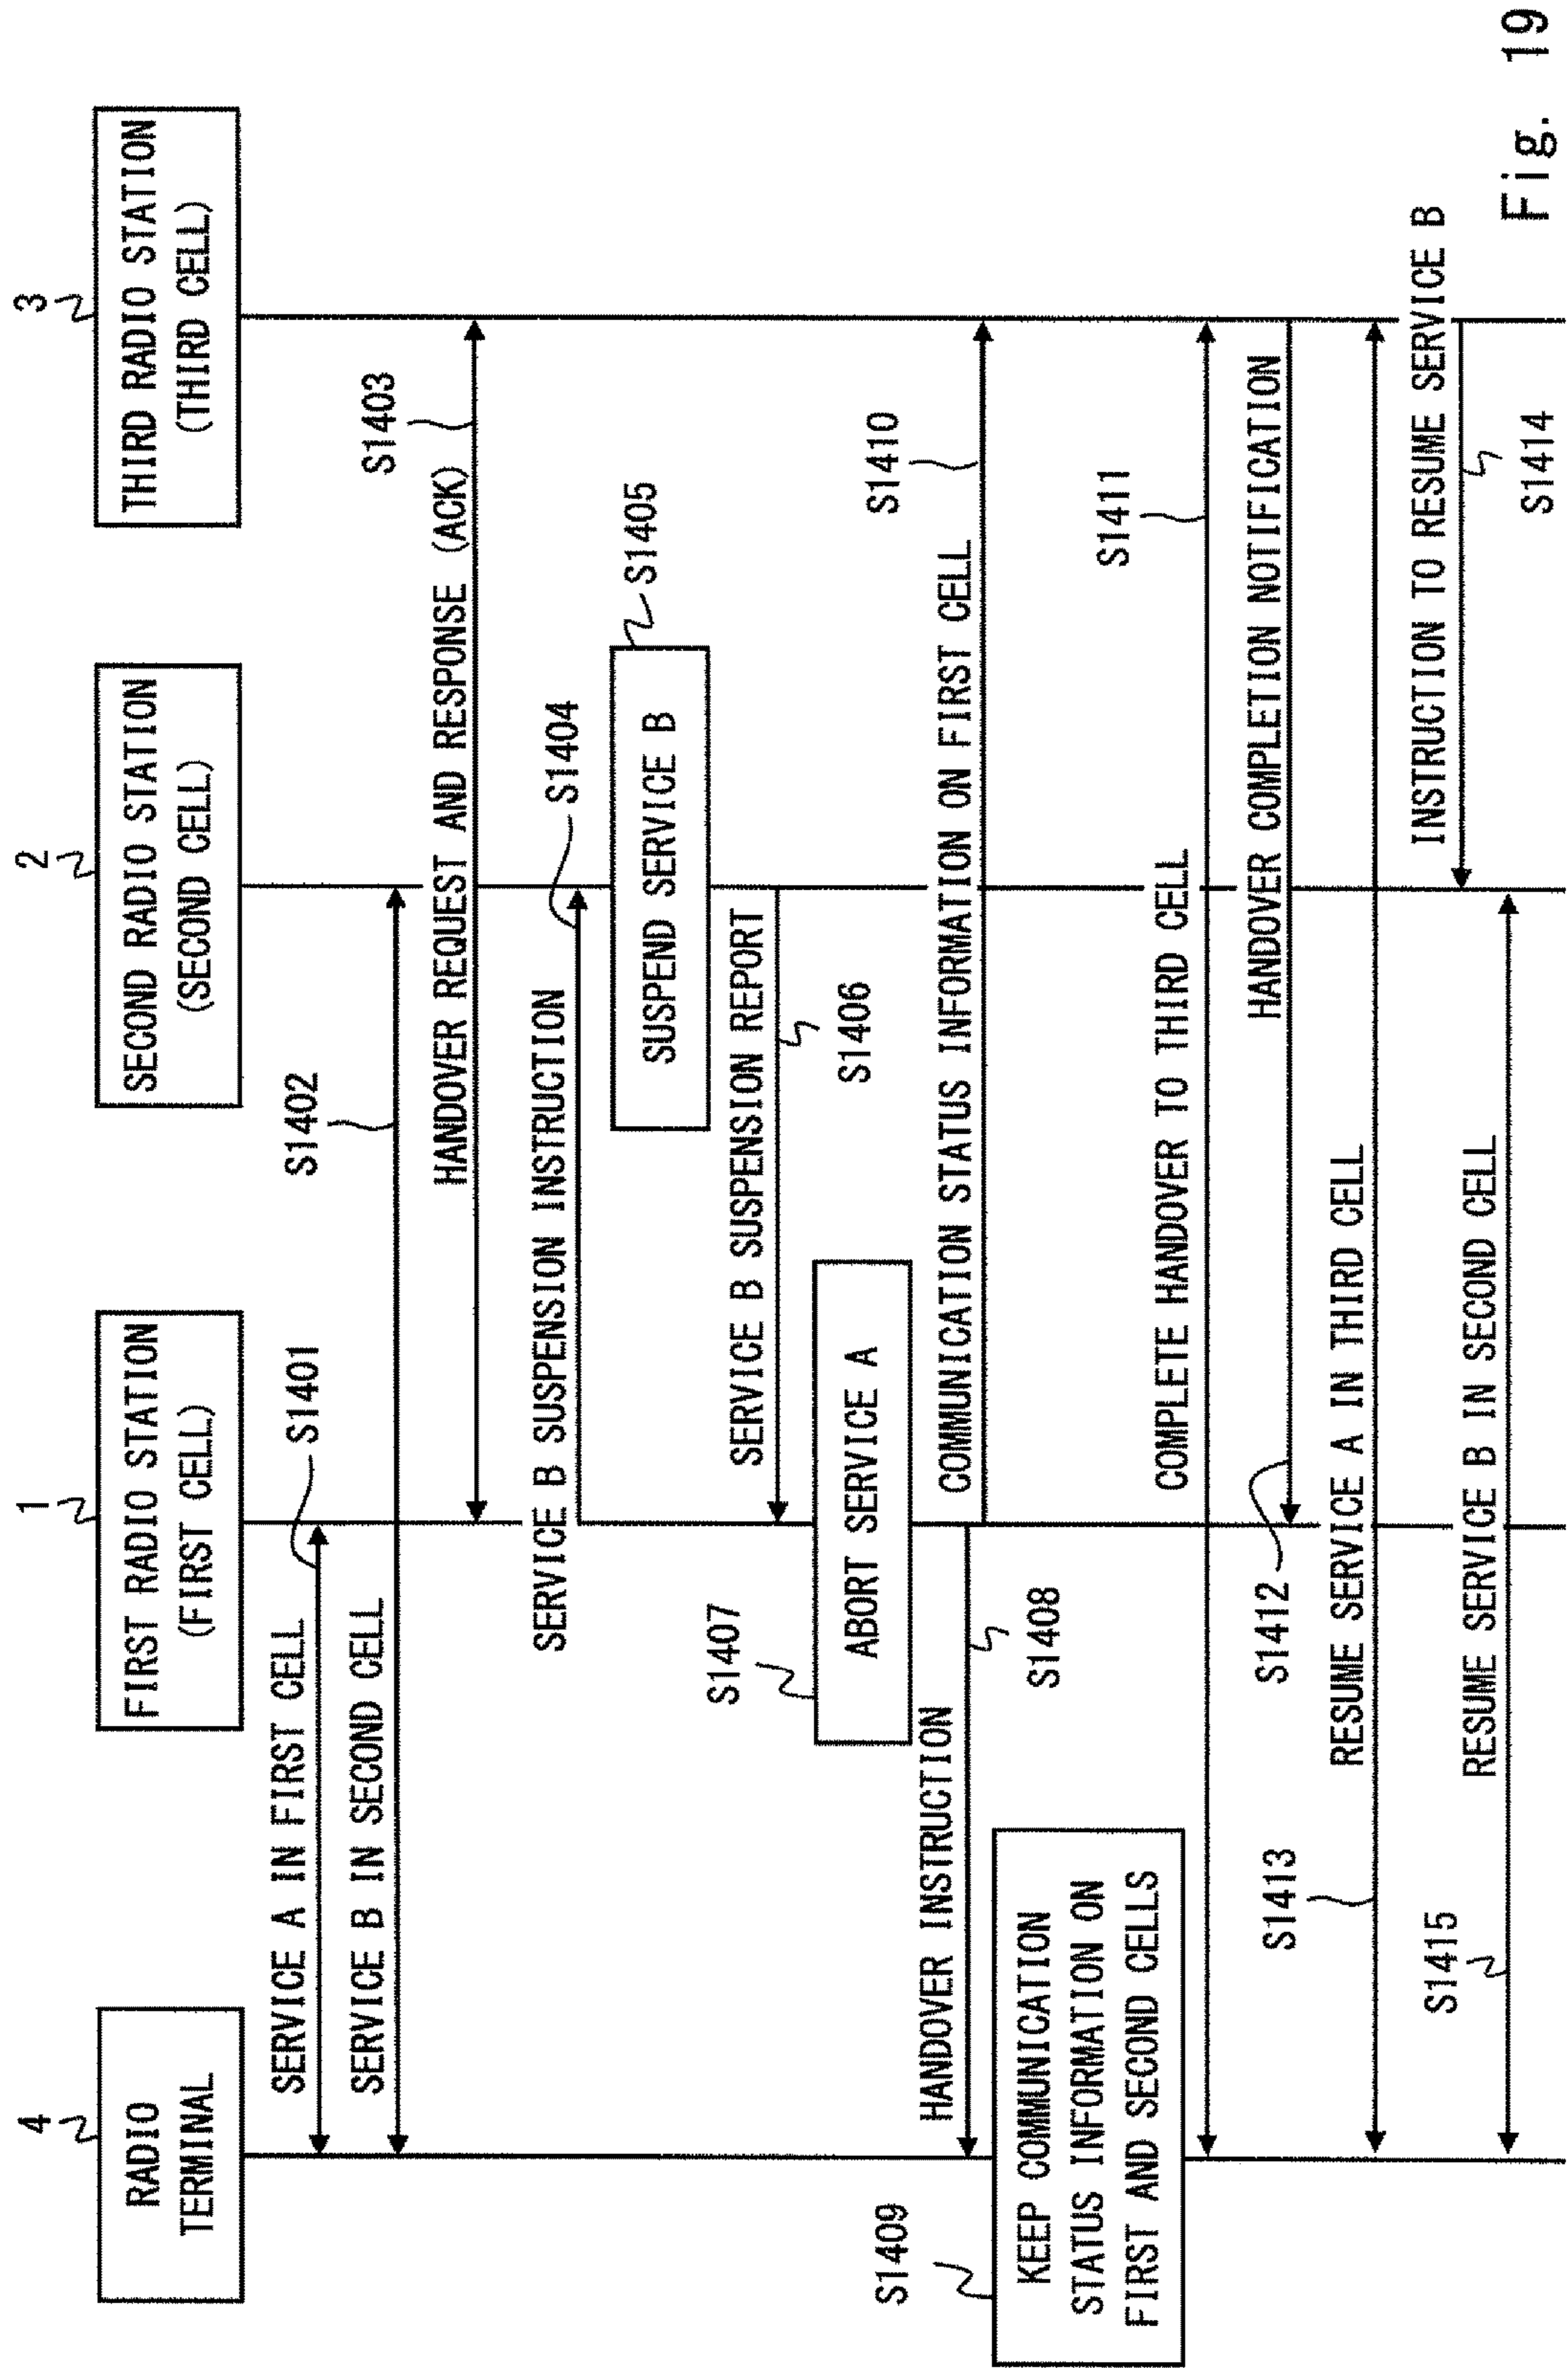 4
RADIO
TERMINAL
1
FIRST RADIO STATION
(FIRST CELL)
2
SECOND RADIO STATION
(SECOND CELL)
3
THIRD RADIO STATION
(THIRD CELL)
SERVICE A IN FIRST CELL
S1401
SERVICE B IN SECOND CELL
S1402
HANDOVER REQUEST AND RESPONSE (ACK)
S1403
SERVICE B SUSPENSION INSTRUCTION
S1404
SUSPEND SERVICE B
S1405
SERVICE B SUSPENSION REPORT
S1406
S1407
ABORT SERVICE A
HANDOVER INSTRUCTION
S1408
S1409
KEEP COMMUNICATION
STATUS INFORMATION ON
FIRST AND SECOND CELLS
COMMUNICATION STATUS INFORMATION ON FIRST CELL
S1410
COMPLETE HANDOVER TO THIRD CELL
S1411
HANDOVER COMPLETION NOTIFICATION
S1412
RESUME SERVICE A IN THIRD CELL
S1413
INSTRUCTION TO RESUME SERVICE B
S1414
RESUME SERVICE B IN SECOND CELL
S1415
Fig. 19